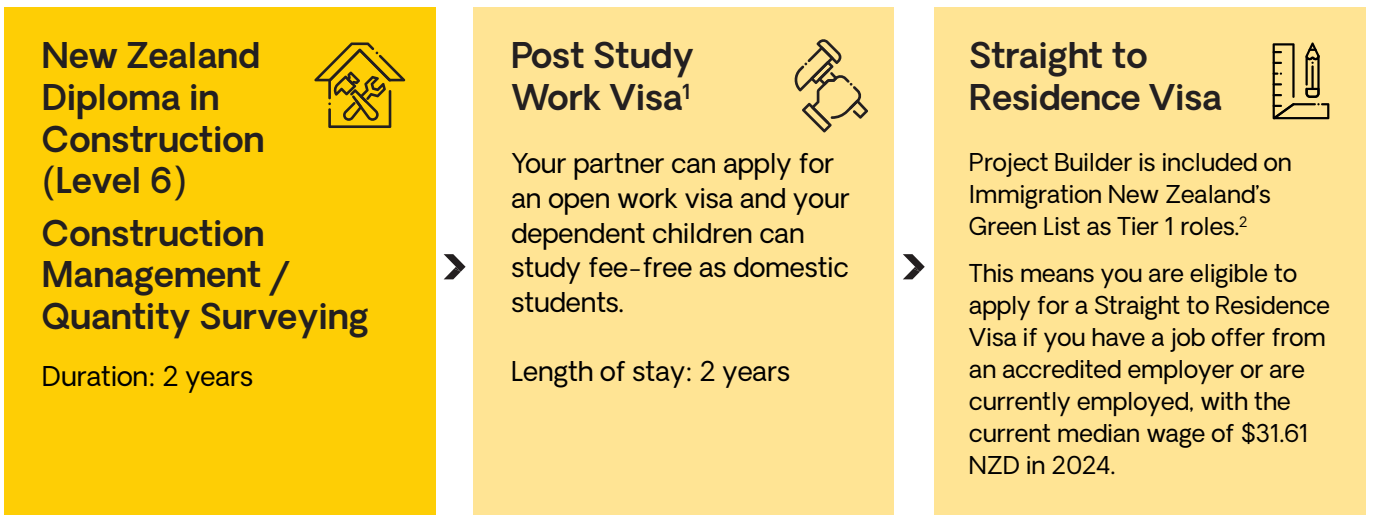 New Zealand
Diploma in
Construction
(Level 6)
Construction
Management /
Quantity Surveying
Duration: 2 years
Post Study
Work Visa¹
Your partner can apply for
an open work visa and your
dependent children can
study fee-free as domestic
students.
Length of stay: 2 years
Straight to
Residence Visa
Project Builder is included on
Immigration New Zealand's
Green List as Tier 1 roles.²
This means you are eligible to
apply for a Straight to Residence
Visa if you have a job offer from
an accredited employer or are
currently employed, with the
current median wage of $31.61
NZD in 2024.